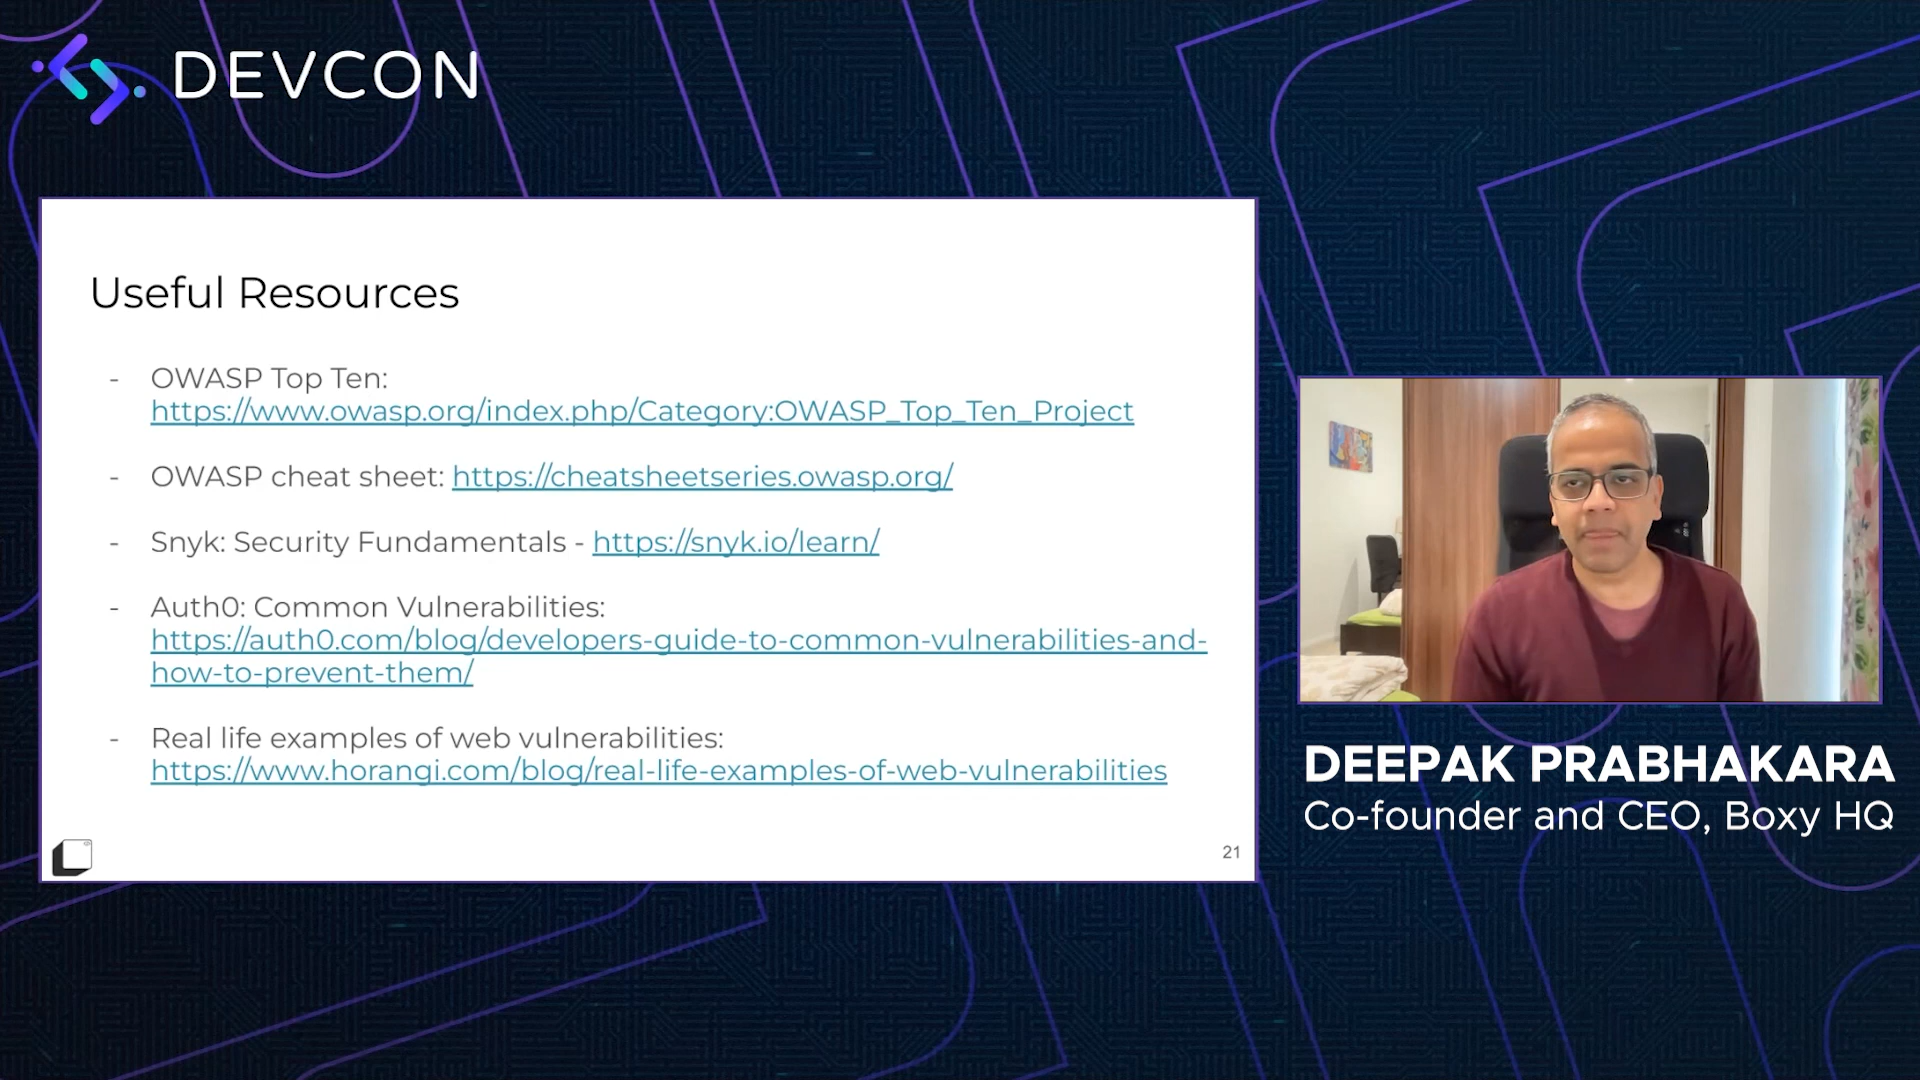 DEVCON
Useful Resources
- OWASP Top Ten:
https://www.owasp.org/index.php/Category:OWASP_Top_Ten_Project
- OWASP cheat sheet: https://cheatsheetseries.owasp.org/
- Snyk: Security Fundamentals - https://snyk.io/learn/
- Auth0: Common Vulnerabilities:
https://auth0.com/blog/developers-guide-to-common-vulnerabilities-and-
how-to-prevent-them/
- Real life examples of web vulnerabilities:
https://www.horangi.com/blog/real-life-examples-of-web-vulnerabilities
21
DEEPAK PRABHAKARA
Co-founder and CEO, Boxy HQ